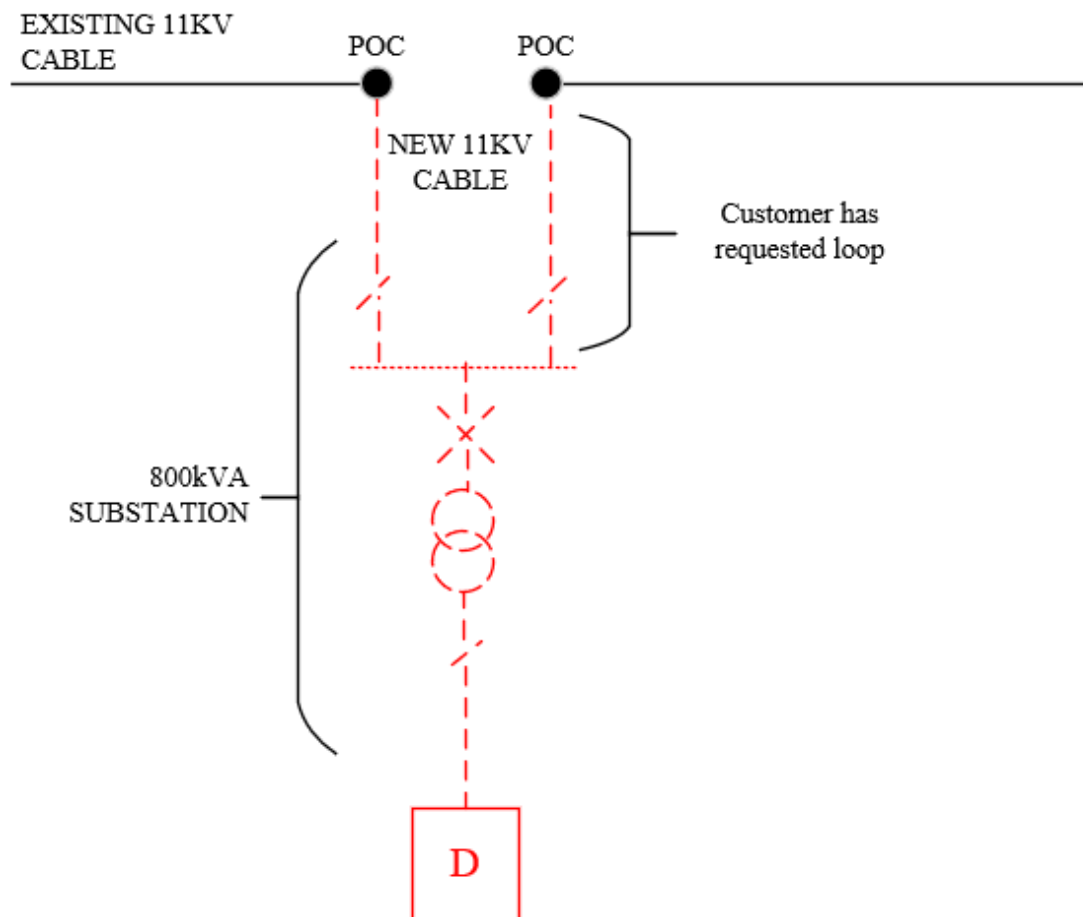 EXISTING 11KV
CABLE
POC
POC
NEW 11KV
CABLE
Customer has
requested loop
800kVA
SUBSTATION
D